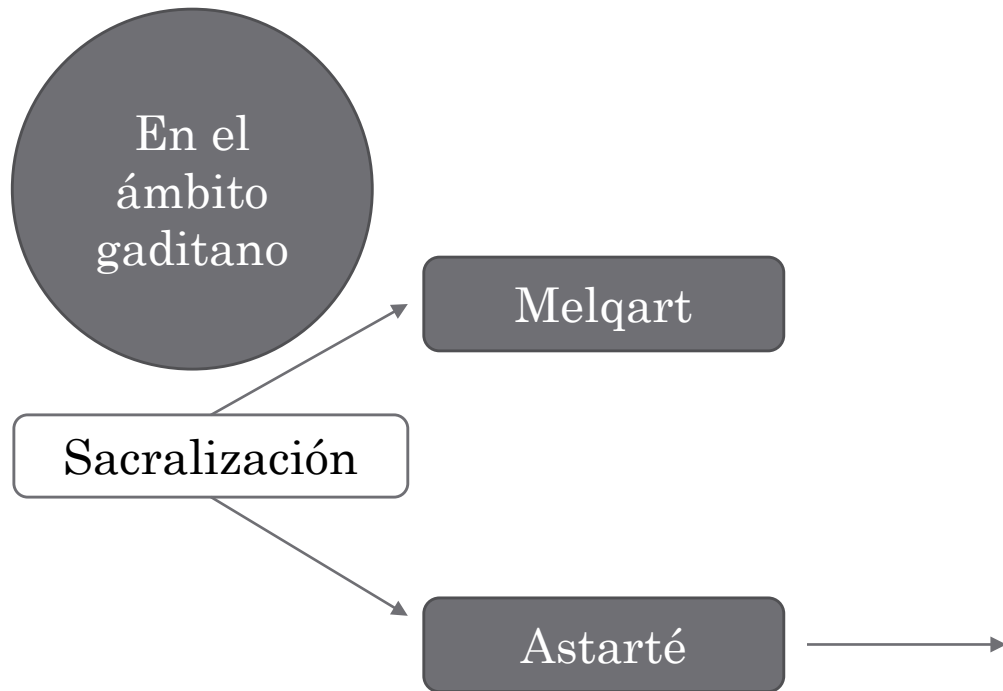 En el
ámbito
gaditano
Melqart
Sacralización
Astarté